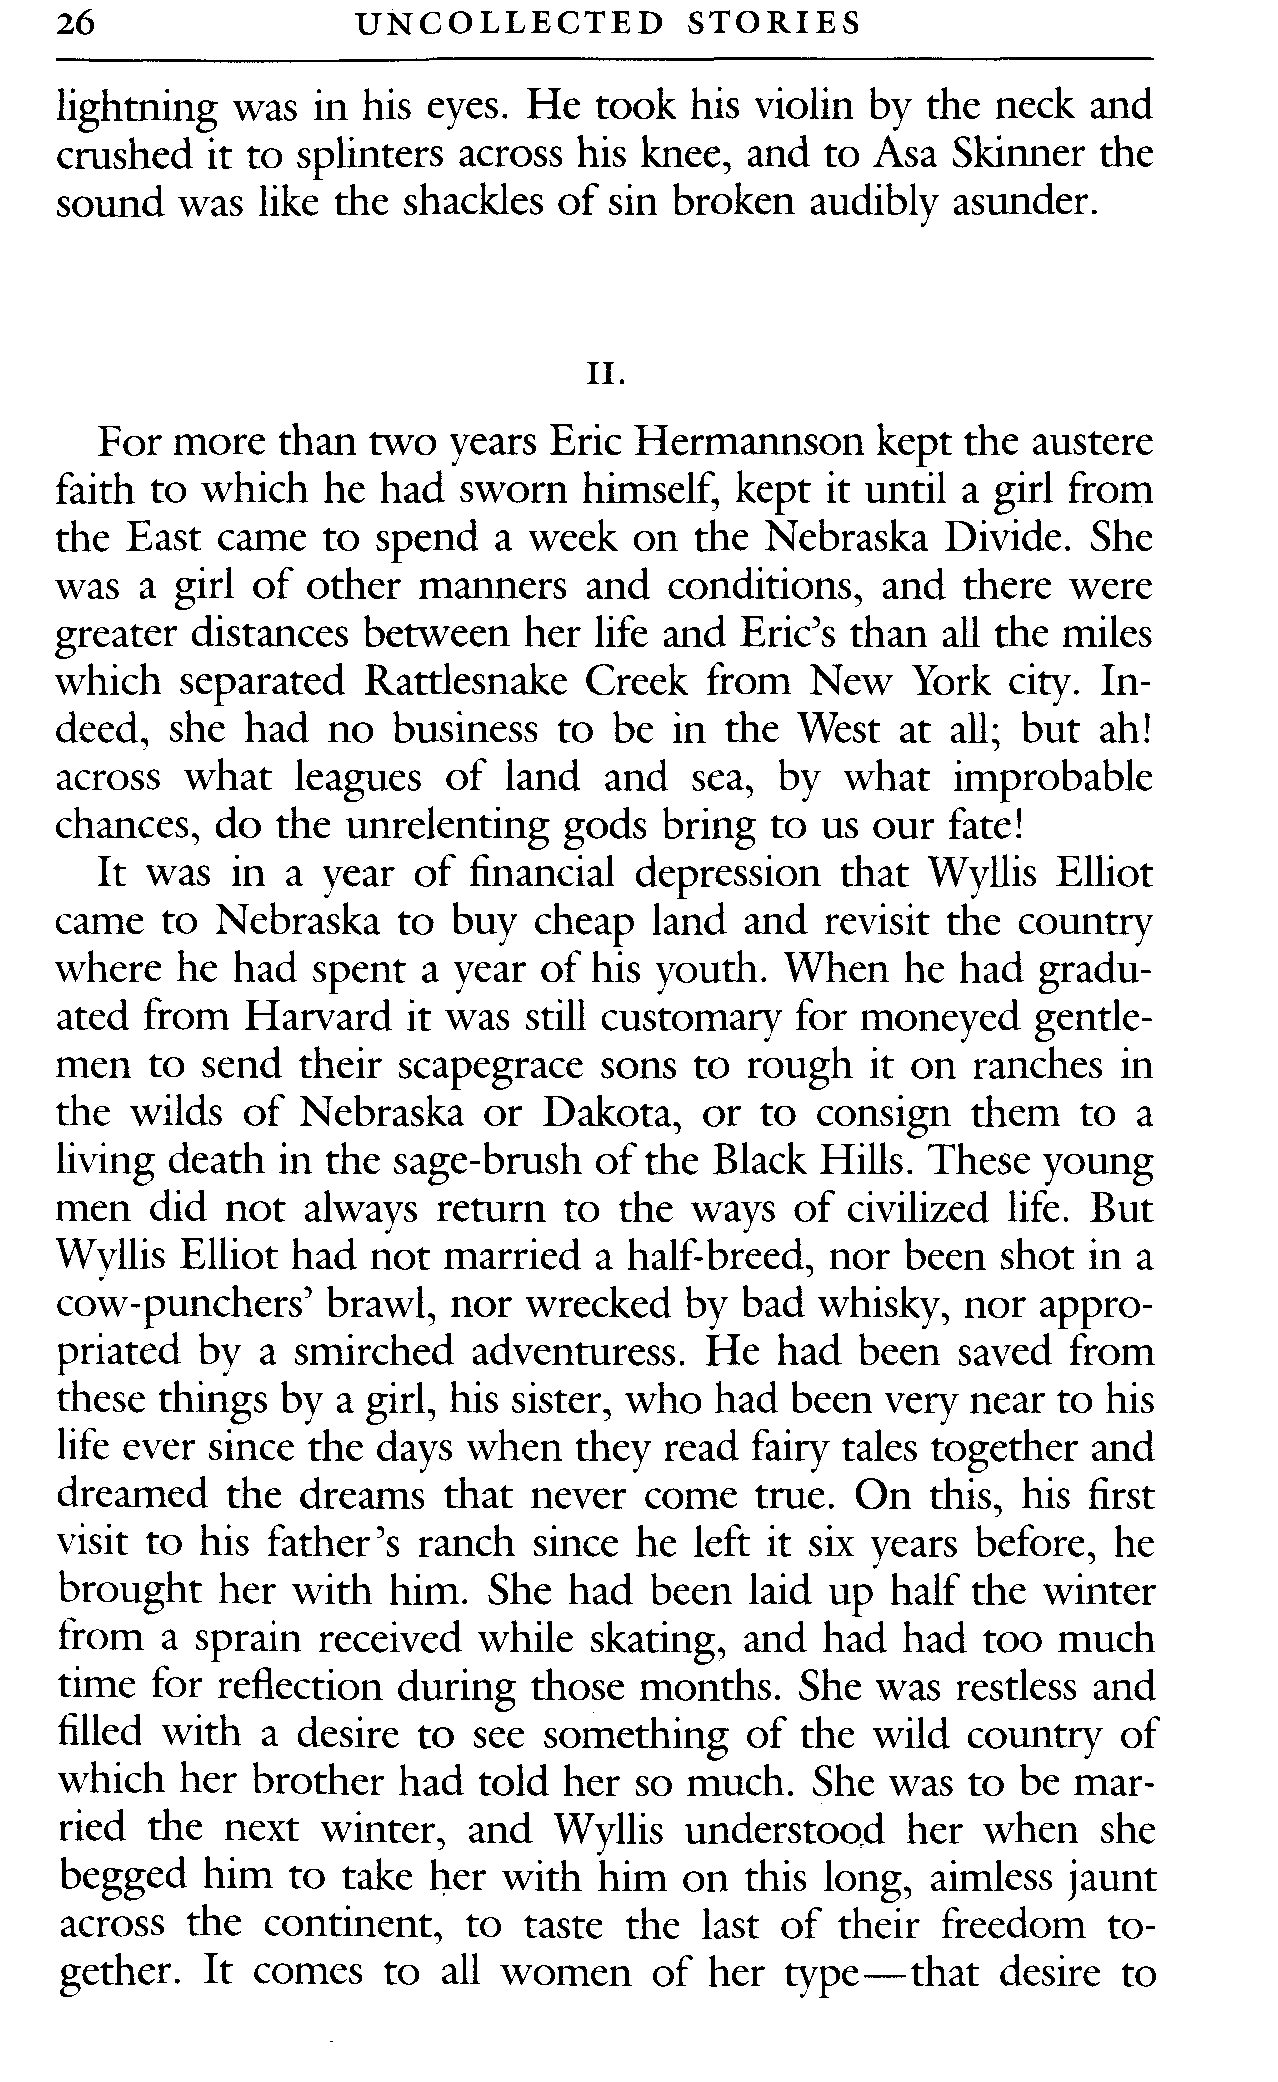 26 UNCOLLECTED STORIES
lightning was in his eyes. He took his violin by the neck and
crushed it to splinters across his knee, and to Asa Skinner the
sound was like the shackles of sin broken audibly asunder.
II.
For more than two years Eric Hermannson kept the austere
faith to which he had sworn himself, kept it until a girl from
the East came to spend a week on the Nebraska Divide. She
was a girl of other manners and conditions, and there were
greater distances between her life and Eric's than all the miles
which separated Rattlesnake Creek from New York city. In-
deed, she had no business to be in the West at all; but ah!
across what leagues of land and sea, by what improbable
chances, do the unrelenting gods bring to us our fate!
It was in a year of financial depression that Wyllis Elliot
came to Nebraska to buy cheap land and revisit the country
where he had spent a year of his youth. When he had gradu-
ated from Harvard it was still customary for moneyed gentle-
men to send their scapegrace sons to rough it on ranches in
the wilds of Nebraska or Dakota, or to consign them to a
living death in the sage-brush of the Black Hills. These young
men did not always return to the ways of civilized life. But
Wyllis Elliot had not married a half-breed, nor been shot in a
cow-punchers' brawl, nor wrecked by bad whisky, nor appro-
priated by a smirched adventuress. He had been saved from
these things by a girl, his sister, who had been very near to his
life ever since the days when they read fairy tales together and
dreamed the dreams that never come true. On this, his first
visit to his father's ranch since he left it six years before, he
brought her with him. She had been laid up half the winter
from a sprain received while skating, and had had too much
time for reflection during those months. She was restless and
filled with a desire to see something of the wild country of
which her brother had told her so much. She was to be mar-
ried the next winter, and Wyllis understood her when she
begged him to take her with him on this long, aimless jaunt
across the continent, to taste the last of their freedom to-
gether. It comes to all women of her type—that desire to